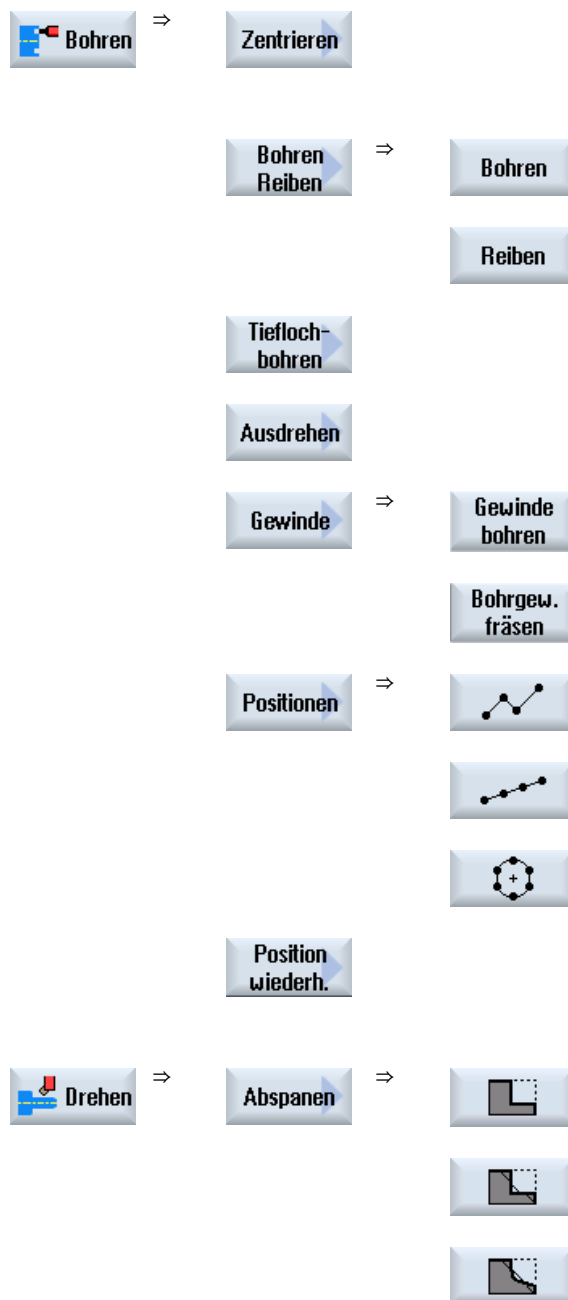 Bohren ⇒ Zentrieren
Bohren
Reiben
⇒ Bohren
Reiben
Tiefloch-
bohren
Ausdrehen
Gewinde ⇒
Gewinde
bohren
Bohrgew.
fräsen
Positionen ⇒
Position
wiederh.
Drehen ⇒ Abspanen ⇒